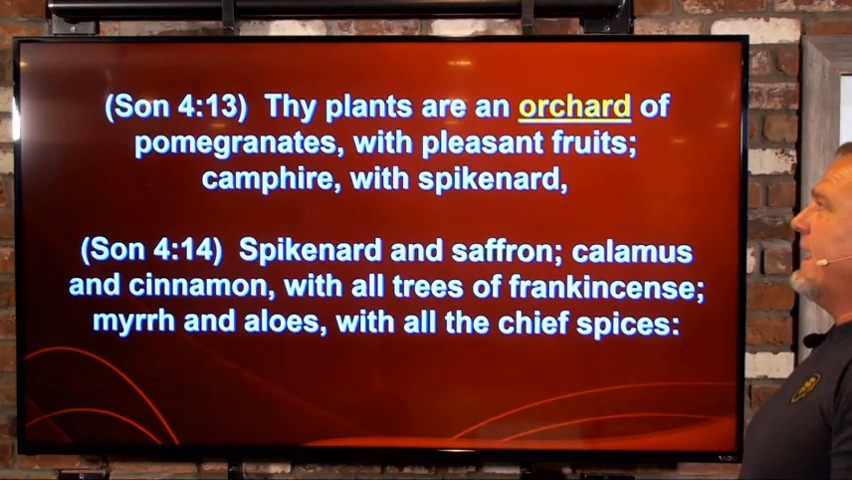 (Son 4:13) Thy plants are an orchard of
pomegranates, with pleasant fruits;
camphire, with spikenard,
(Son 4:14) Spikenard and saffron; calamus
and cinnamon, with all trees of frankincense;
myrrh and aloes, with all the chief spices:
VIZIO